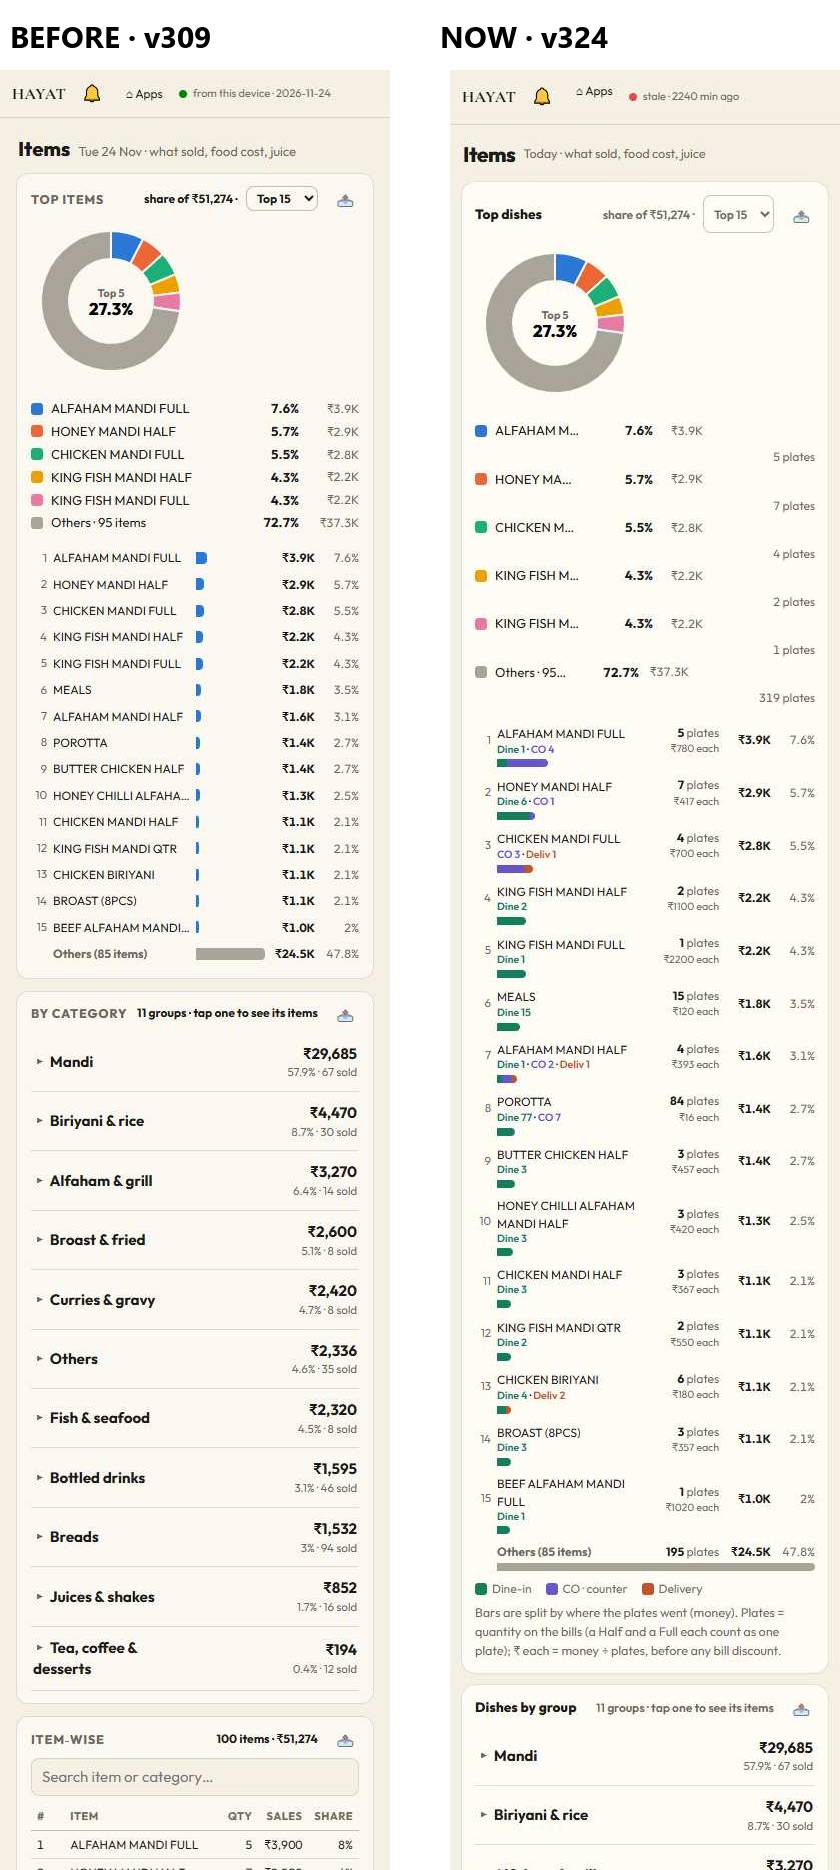 BEFORE · v309
HAYAT
⌂ Apps
from this device · 2026-11-24
Items Tue 24 Nov · what sold, food cost, juice
TOP ITEMS share of ₹51,274 · Top 15
Top 5
27.3%
ALFAHAM MANDI FULL 7.6% ₹3.9K
HONEY MANDI HALF 5.7% ₹2.9K
CHICKEN MANDI FULL 5.5% ₹2.8K
KING FISH MANDI HALF 4.3% ₹2.2K
KING FISH MANDI FULL 4.3% ₹2.2K
Others · 95 items 72.7% ₹37.3K
1 ALFAHAM MANDI FULL ₹3.9K 7.6%
2 HONEY MANDI HALF ₹2.9K 5.7%
3 CHICKEN MANDI FULL ₹2.8K 5.5%
4 KING FISH MANDI HALF ₹2.2K 4.3%
5 KING FISH MANDI FULL ₹2.2K 4.3%
6 MEALS ₹1.8K 3.5%
7 ALFAHAM MANDI HALF ₹1.6K 3.1%
8 POROTTA ₹1.4K 2.7%
9 BUTTER CHICKEN HALF ₹1.4K 2.7%
10 HONEY CHILLI ALFAHA... ₹1.3K 2.5%
11 CHICKEN MANDI HALF ₹1.1K 2.1%
12 KING FISH MANDI QTR ₹1.1K 2.1%
13 CHICKEN BIRIYANI ₹1.1K 2.1%
14 BROAST (8PCS) ₹1.1K 2.1%
15 BEEF ALFAHAM MANDI... ₹1.0K 2%
Others (85 items) ₹24.5K 47.8%
BY CATEGORY 11 groups · tap one to see its items
▸ Mandi ₹29,685
57.9% · 67 sold
▸ Biriyani & rice ₹4,470
8.7% · 30 sold
▸ Alfaham & grill ₹3,270
6.4% · 14 sold
▸ Broast & fried ₹2,600
5.1% · 8 sold
▸ Curries & gravy ₹2,420
4.7% · 8 sold
▸ Others ₹2,336
4.6% · 35 sold
▸ Fish & seafood ₹2,320
4.5% · 8 sold
▸ Bottled drinks ₹1,595
3.1% · 46 sold
▸ Breads ₹1,532
3% · 94 sold
▸ Juices & shakes ₹852
1.7% · 16 sold
▸ Tea, coffee & desserts ₹194
0.4% · 12 sold
ITEM-WISE 100 items · ₹51,274
Search item or category...
# ITEM QTY SALES SHARE
1 ALFAHAM MANDI FULL 5 ₹3,900 8%
NOW · v324
HAYAT
⌂ Apps
stale · 2240 min ago
Items Today · what sold, food cost, juice
Top dishes share of ₹51,274 · Top 15
Top 5
27.3%
ALFAHAM M... 7.6% ₹3.9K
5 plates
HONEY MA... 5.7% ₹2.9K
7 plates
CHICKEN M... 5.5% ₹2.8K
4 plates
KING FISH M... 4.3% ₹2.2K
2 plates
KING FISH M... 4.3% ₹2.2K
1 plates
Others · 95... 72.7% ₹37.3K
319 plates
1 ALFAHAM MANDI FULL 5 plates ₹3.9K 7.6%
Dine 1 · CO 4 ₹780 each
2 HONEY MANDI HALF 7 plates ₹2.9K 5.7%
Dine 6 · CO 1 ₹417 each
3 CHICKEN MANDI FULL 4 plates ₹2.8K 5.5%
CO 3 · Deliv 1 ₹700 each
4 KING FISH MANDI HALF 2 plates ₹2.2K 4.3%
Dine 2 ₹1100 each
5 KING FISH MANDI FULL 1 plates ₹2.2K 4.3%
Dine 1 ₹2200 each
6 MEALS 15 plates ₹1.8K 3.5%
Dine 15 ₹120 each
7 ALFAHAM MANDI HALF 4 plates ₹1.6K 3.1%
Dine 1 · CO 2 · Deliv 1 ₹393 each
8 POROTTA 84 plates ₹1.4K 2.7%
Dine 77 · CO 7 ₹16 each
9 BUTTER CHICKEN HALF 3 plates ₹1.4K 2.7%
Dine 3 ₹457 each
10 HONEY CHILLI ALFAHAM MANDI HALF 3 plates ₹1.3K 2.5%
Dine 3 ₹420 each
11 CHICKEN MANDI HALF 3 plates ₹1.1K 2.1%
Dine 3 ₹367 each
12 KING FISH MANDI QTR 2 plates ₹1.1K 2.1%
Dine 2 ₹550 each
13 CHICKEN BIRIYANI 6 plates ₹1.1K 2.1%
Dine 4 · Deliv 2 ₹180 each
14 BROAST (8PCS) 3 plates ₹1.1K 2.1%
Dine 3 ₹357 each
15 BEEF ALFAHAM MANDI FULL 1 plates ₹1.0K 2%
Dine 1 ₹1020 each
Others (85 items) 195 plates ₹24.5K 47.8%
Dine-in CO · counter Delivery
Bars are split by where the plates went (money). Plates =
quantity on the bills (a Half and a Full each count as one
plate); ₹ each = money ÷ plates, before any bill discount.
Dishes by group 11 groups · tap one to see its items
▸ Mandi ₹29,685
57.9% · 67 sold
▸ Biriyani & rice ₹4,470
8.7% · 30 sold
₹3,270